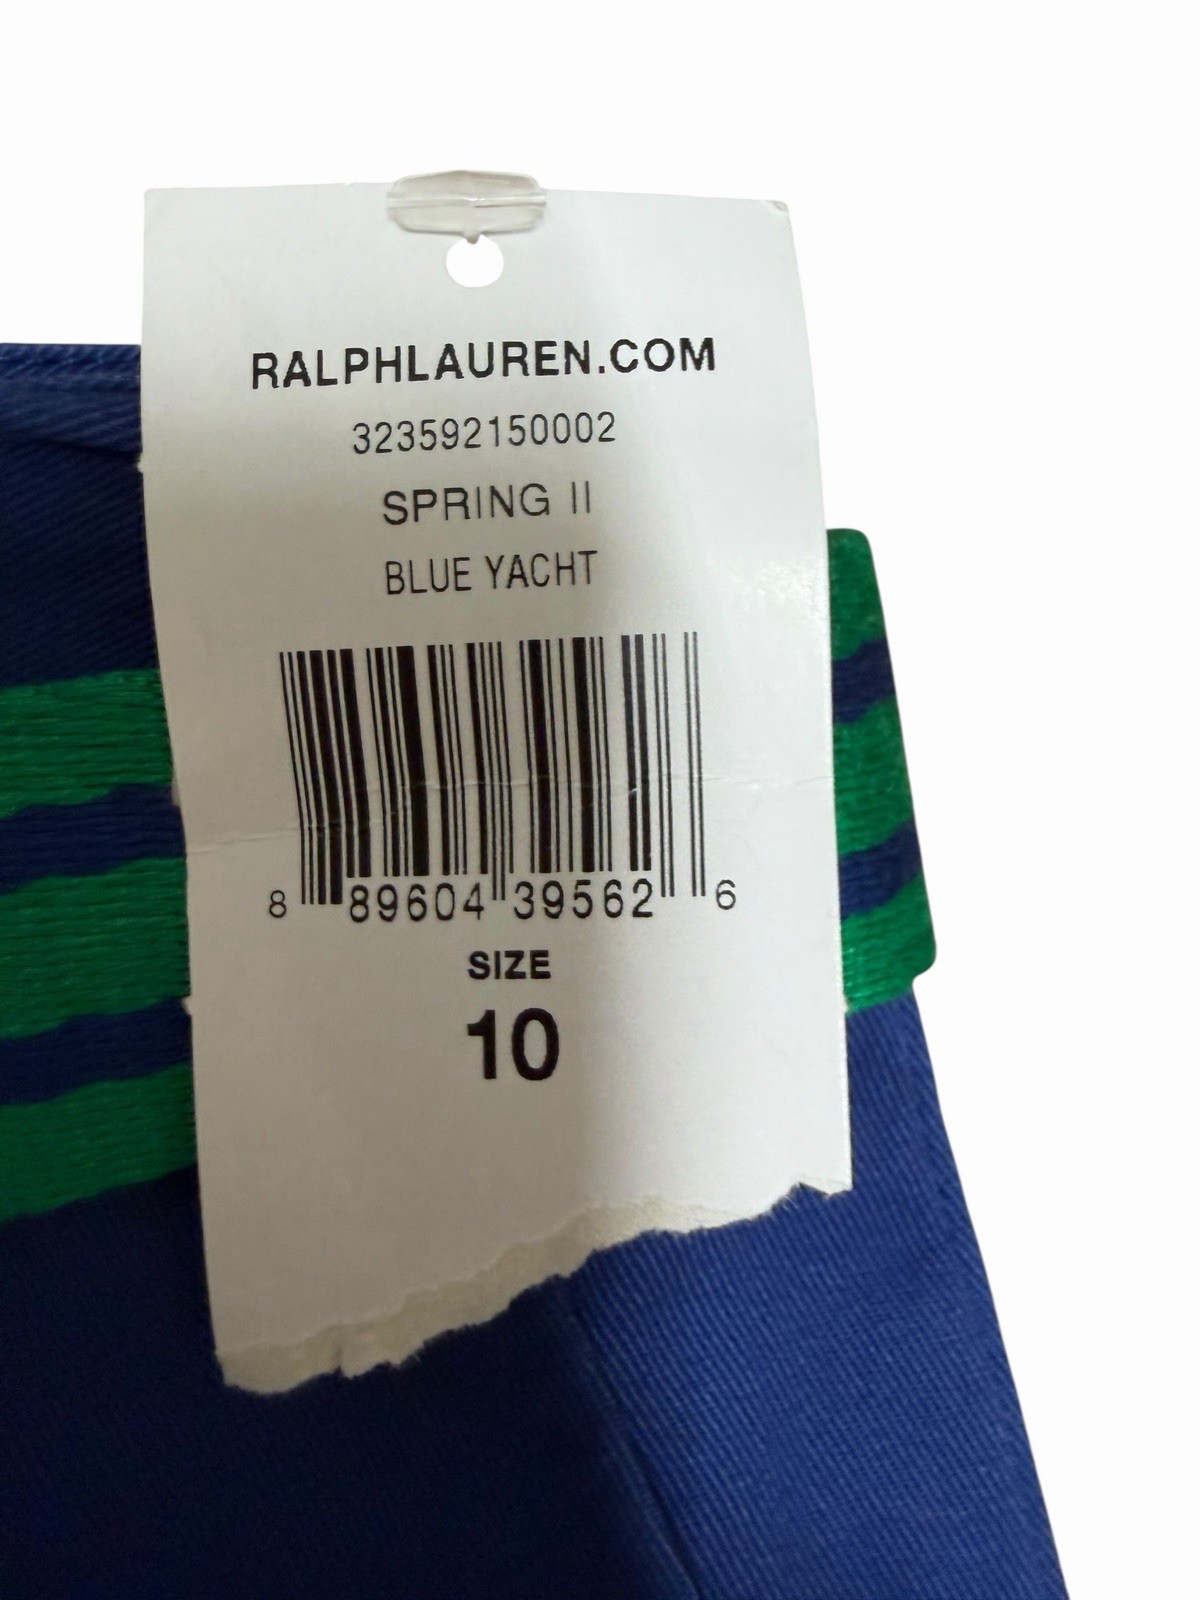 RALPHLAUREN.COM
323592150002
SPRING II
BLUE YACHT
8 89604 39562 6
SIZE
10